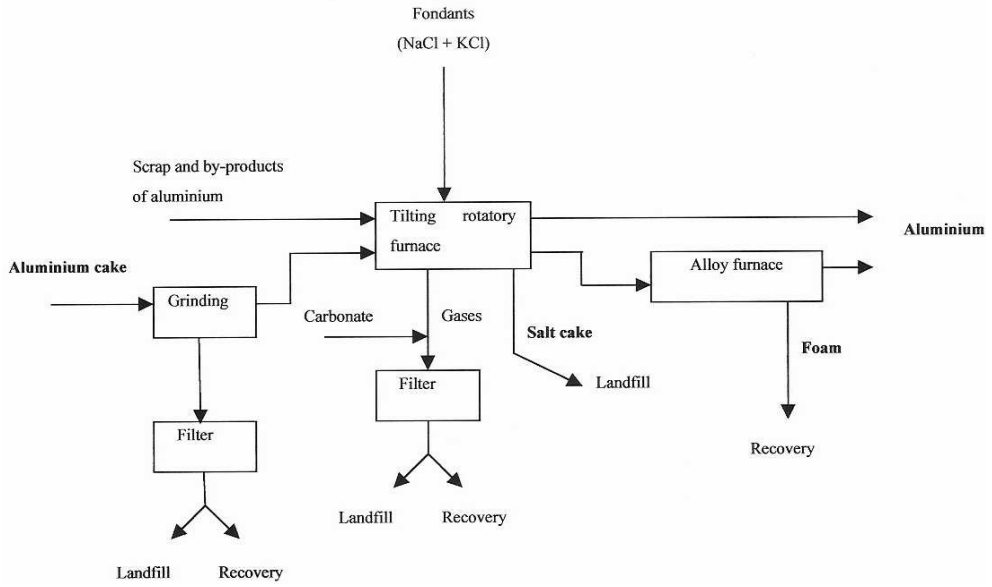 Fondants
(NaCl + KCl)
Scrap and by-products
of aluminium
Tilting rotatory
furnace
Aluminium
Aluminium cake
Alloy furnace
Grinding
Carbonate
Gases
Salt cake
Foam
Filter
Landfill
Filter
Recovery
Landfill
Recovery
Landfill
Recovery